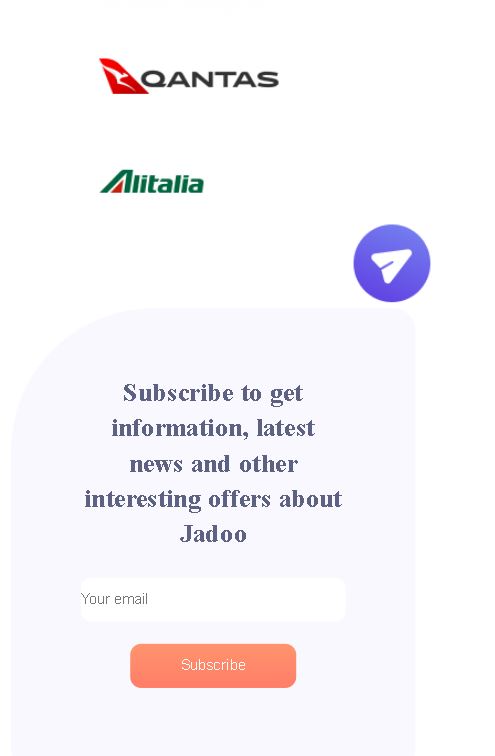 QANTAS
Alitalia
Subscribe to get
information, latest
news and other
interesting offers about
Jadoo
Your email
Subscribe